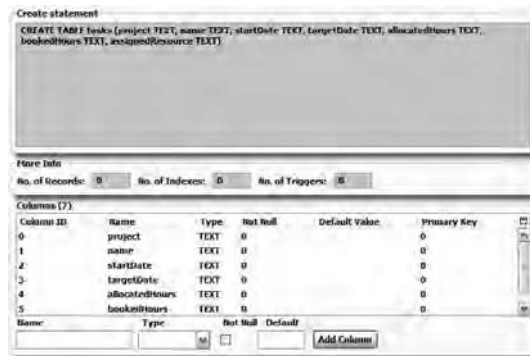 Create statement
CREATE TABLE tasks (project TEXT, name TEXT, startDate TEXT, targetDate TEXT, allocatedHours TEXT,
bookedHours TEXT, assignedResource TEXT)
More Info
No. of Records: 0 No. of Indexes: 0 No. of Triggers: 0
Columns (7)
Column ID Name Type Not Null Default Value Primary Key
0 project TEXT 0 0
1 name TEXT 0 0
2 startDate TEXT 0 0
3 targetDate TEXT 0 0
4 allocatedHours TEXT 0 0
5 bookedHours TEXT 0 0
Name Type Not Null Default
Add Column